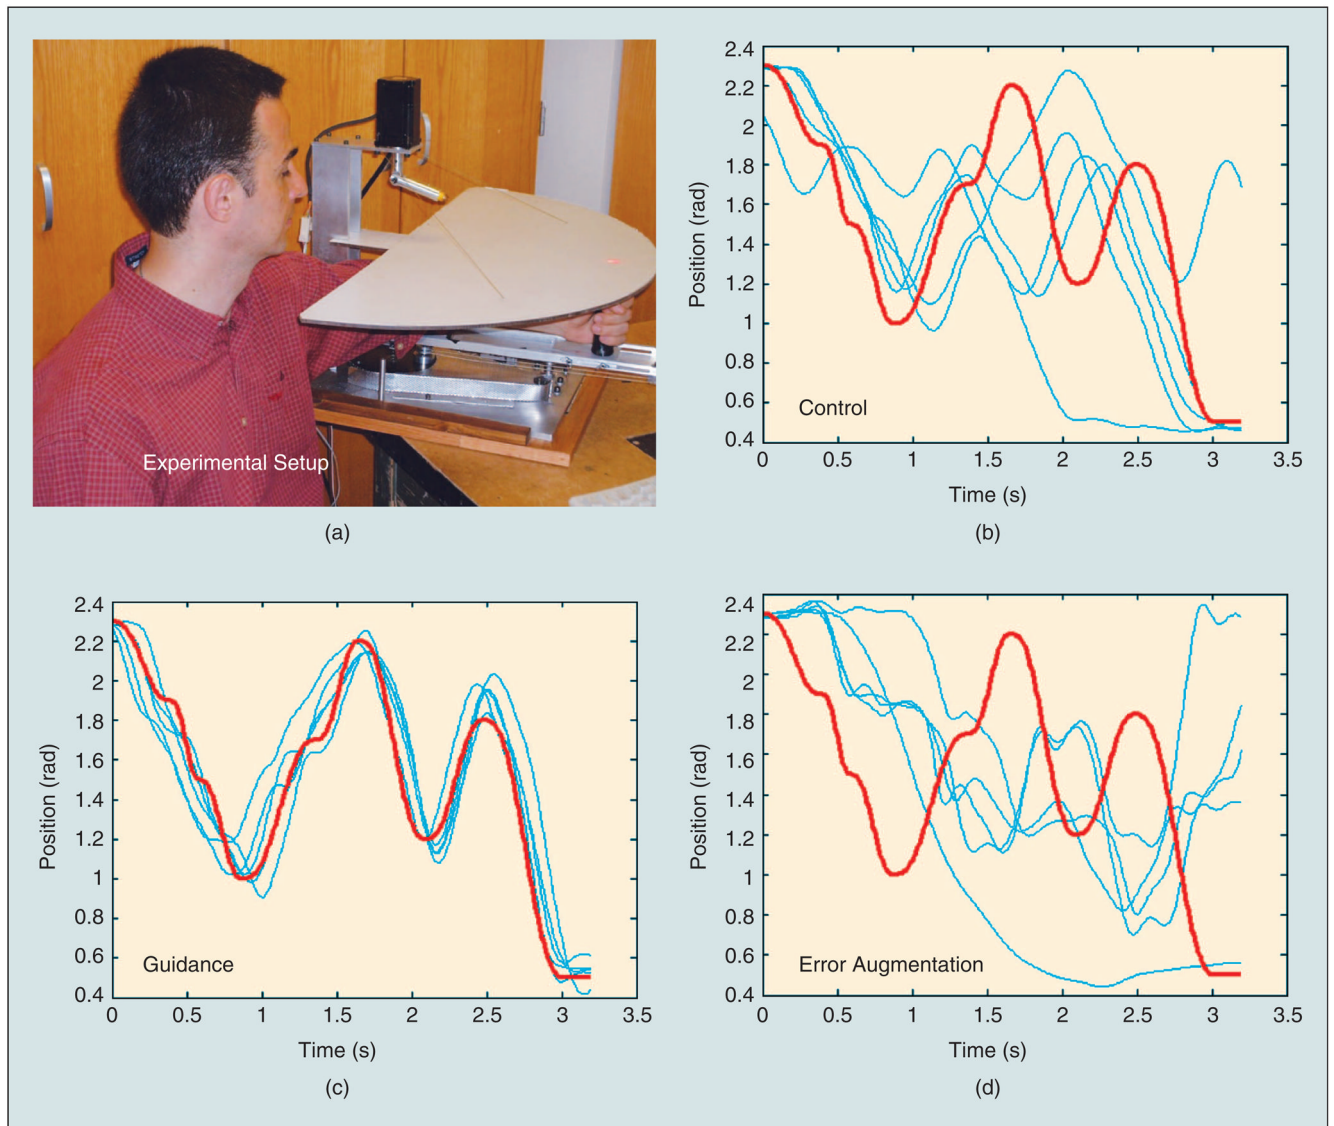 Experimental Setup
(a)
2.4
2.2
2
1.8
1.6
1.4
1.2
1
0.8
0.6
0.4
Position (rad)
Control
0 0.5 1 1.5 2 2.5 3 3.5
Time (s)
(b)
2.4
2.2
2
1.8
1.6
1.4
1.2
1
0.8
0.6
0.4
Position (rad)
Guidance
0 0.5 1 1.5 2 2.5 3 3.5
Time (s)
(c)
2.4
2.2
2
1.8
1.6
1.4
1.2
1
0.8
0.6
0.4
Position (rad)
Error Augmentation
0 0.5 1 1.5 2 2.5 3 3.5
Time (s)
(d)